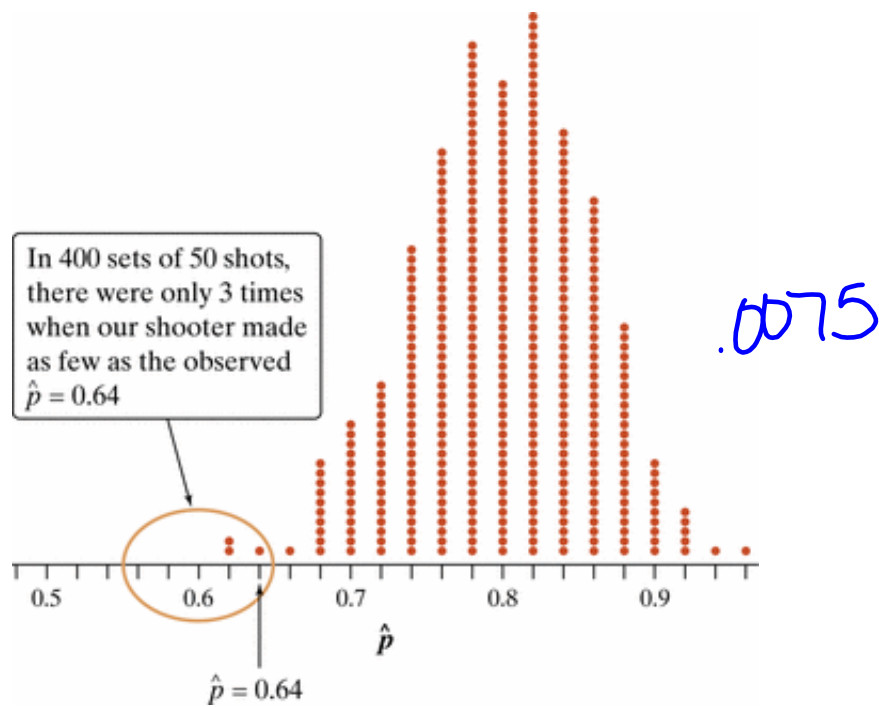 In 400 sets of 50 shots,
there were only 3 times
when our shooter made
as few as the observed
p̂ = 0.64
.0075
0.5 0.6 0.7 0.8 0.9
p̂
p̂ = 0.64